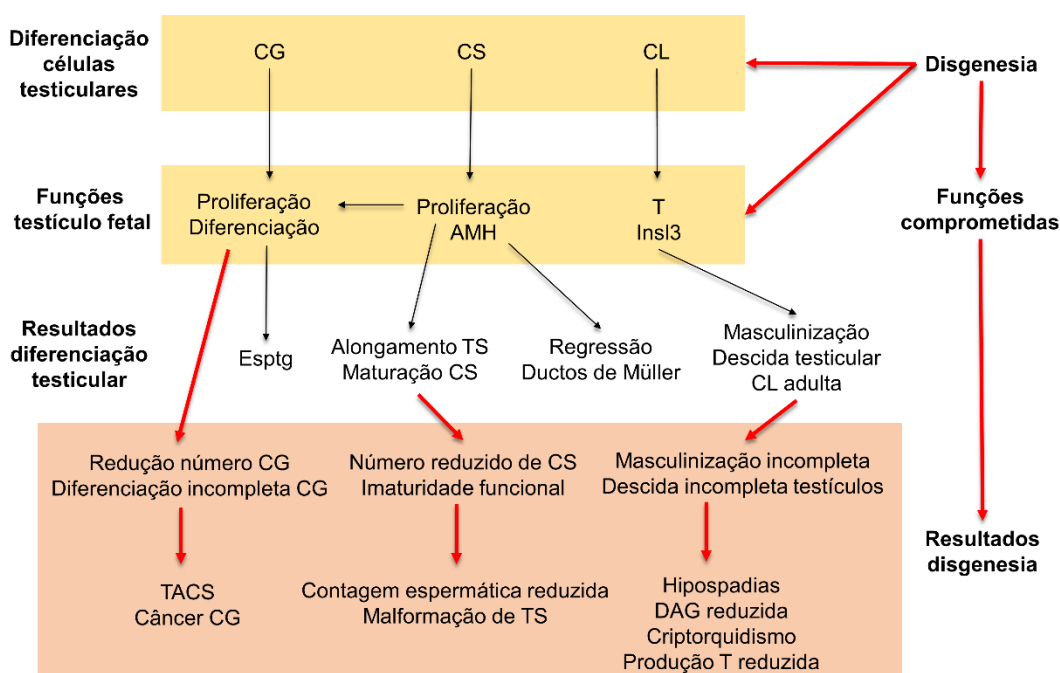 Diferenciação
células
testiculares
CG
CS
CL
Disgenesia
Funções
testículo fetal
Proliferação
Diferenciação
Proliferação
AMH
T
Insl3
Funções
comprometidas
Resultados
diferenciação
testicular
Esptg
Alongamento TS
Maturação CS
Regressão
Ductos de Müller
Masculinização
Descida testicular
CL adulta
Redução número CG
Diferenciação incompleta CG
Número reduzido de CS
Imaturidade funcional
Masculinização incompleta
Descida incompleta testículos
Resultados
disgenesia
TACS
Câncer CG
Contagem espermática reduzida
Malformação de TS
Hipospadias
DAG reduzida
Criptorquidismo
Produção T reduzida